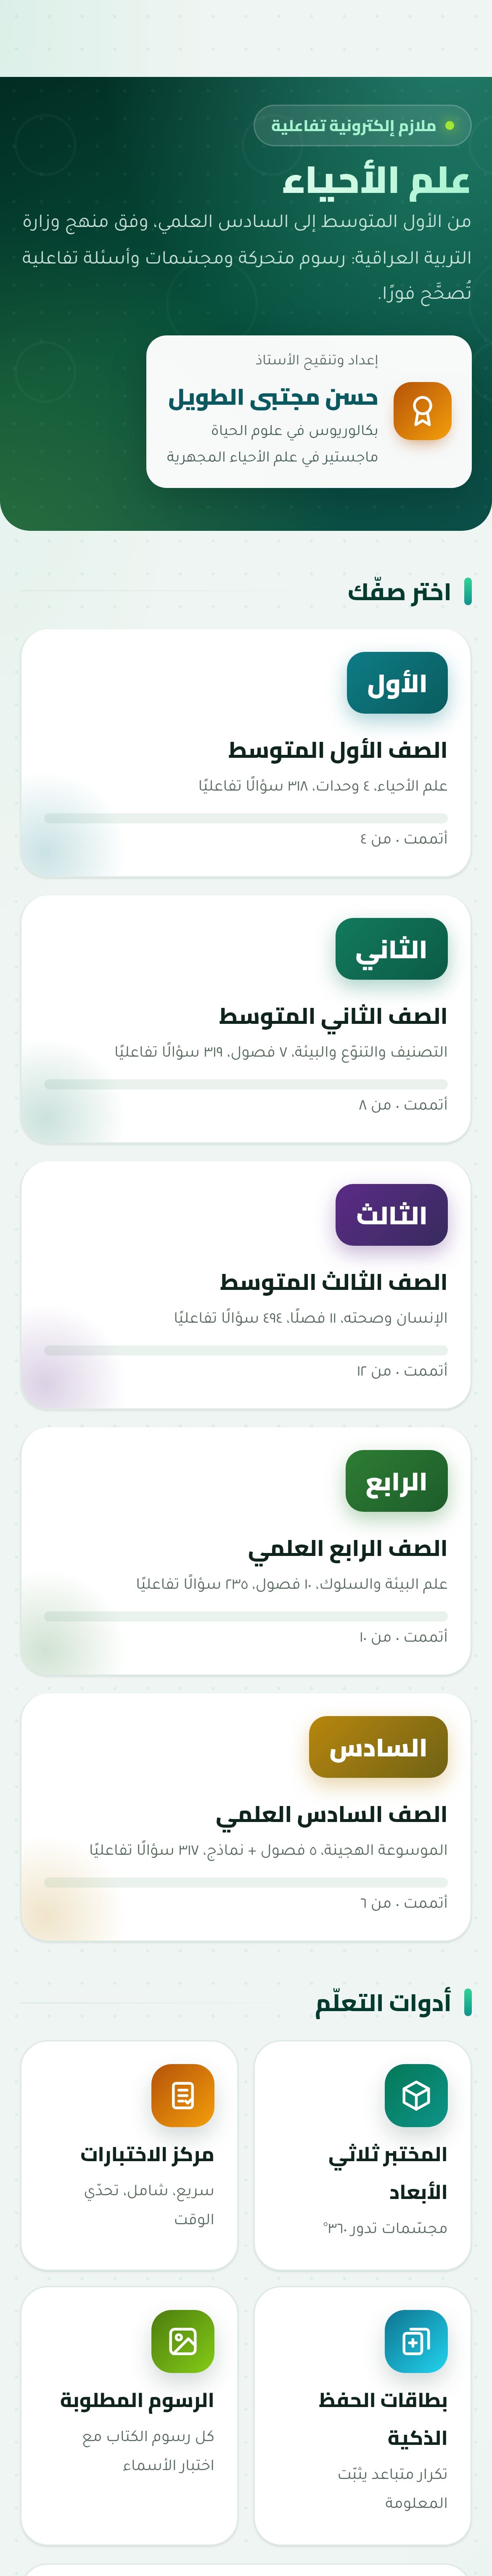 ملازم إلكترونية تفاعلية
علم الأحياء
من الأول المتوسط إلى السادس العلمي، وفق منهج وزارة
التربية العراقية: رسوم متحركة ومجسّمات وأسئلة تفاعلية
تُصحَّح فورًا.
إعداد وتنقيح الأستاذ
حسن مجتبى الطويل
بكالوريوس في علوم الحياة
ماجستير في علم الأحياء المجهرية
اختر صفّك
الأول
الصف الأول المتوسط
علم الأحياء، ٤ وحدات، ٣١٨ سؤالًا تفاعليًا
أتممت ٠ من ٤
الثاني
الصف الثاني المتوسط
التصنيف والتنوّع والبيئة، ٧ فصول، ٣١٩ سؤالًا تفاعليًا
أتممت ٠ من ٨
الثالث
الصف الثالث المتوسط
الإنسان وصحته، ١١ فصلًا، ٤٩٤ سؤالًا تفاعليًا
أتممت ٠ من ١٢
الرابع
الصف الرابع العلمي
علم البيئة والسلوك، ١٠ فصول، ٢٣٥ سؤالًا تفاعليًا
أتممت ٠ من ١٠
السادس
الصف السادس العلمي
الموسوعة الهجينة، ٥ فصول + نماذج، ٣١٧ سؤالًا تفاعليًا
أتممت ٠ من ٦
أدوات التعلّم
المختبر ثلاثي
الأبعاد
مجسّمات تدور ٣٦٠°
مركز الاختبارات
سريع، شامل، تحدّي
الوقت
بطاقات الحفظ
الذكية
تكرار متباعد يثبّت
المعلومة
الرسوم المطلوبة
كل رسوم الكتاب مع
اختبار الأسماء